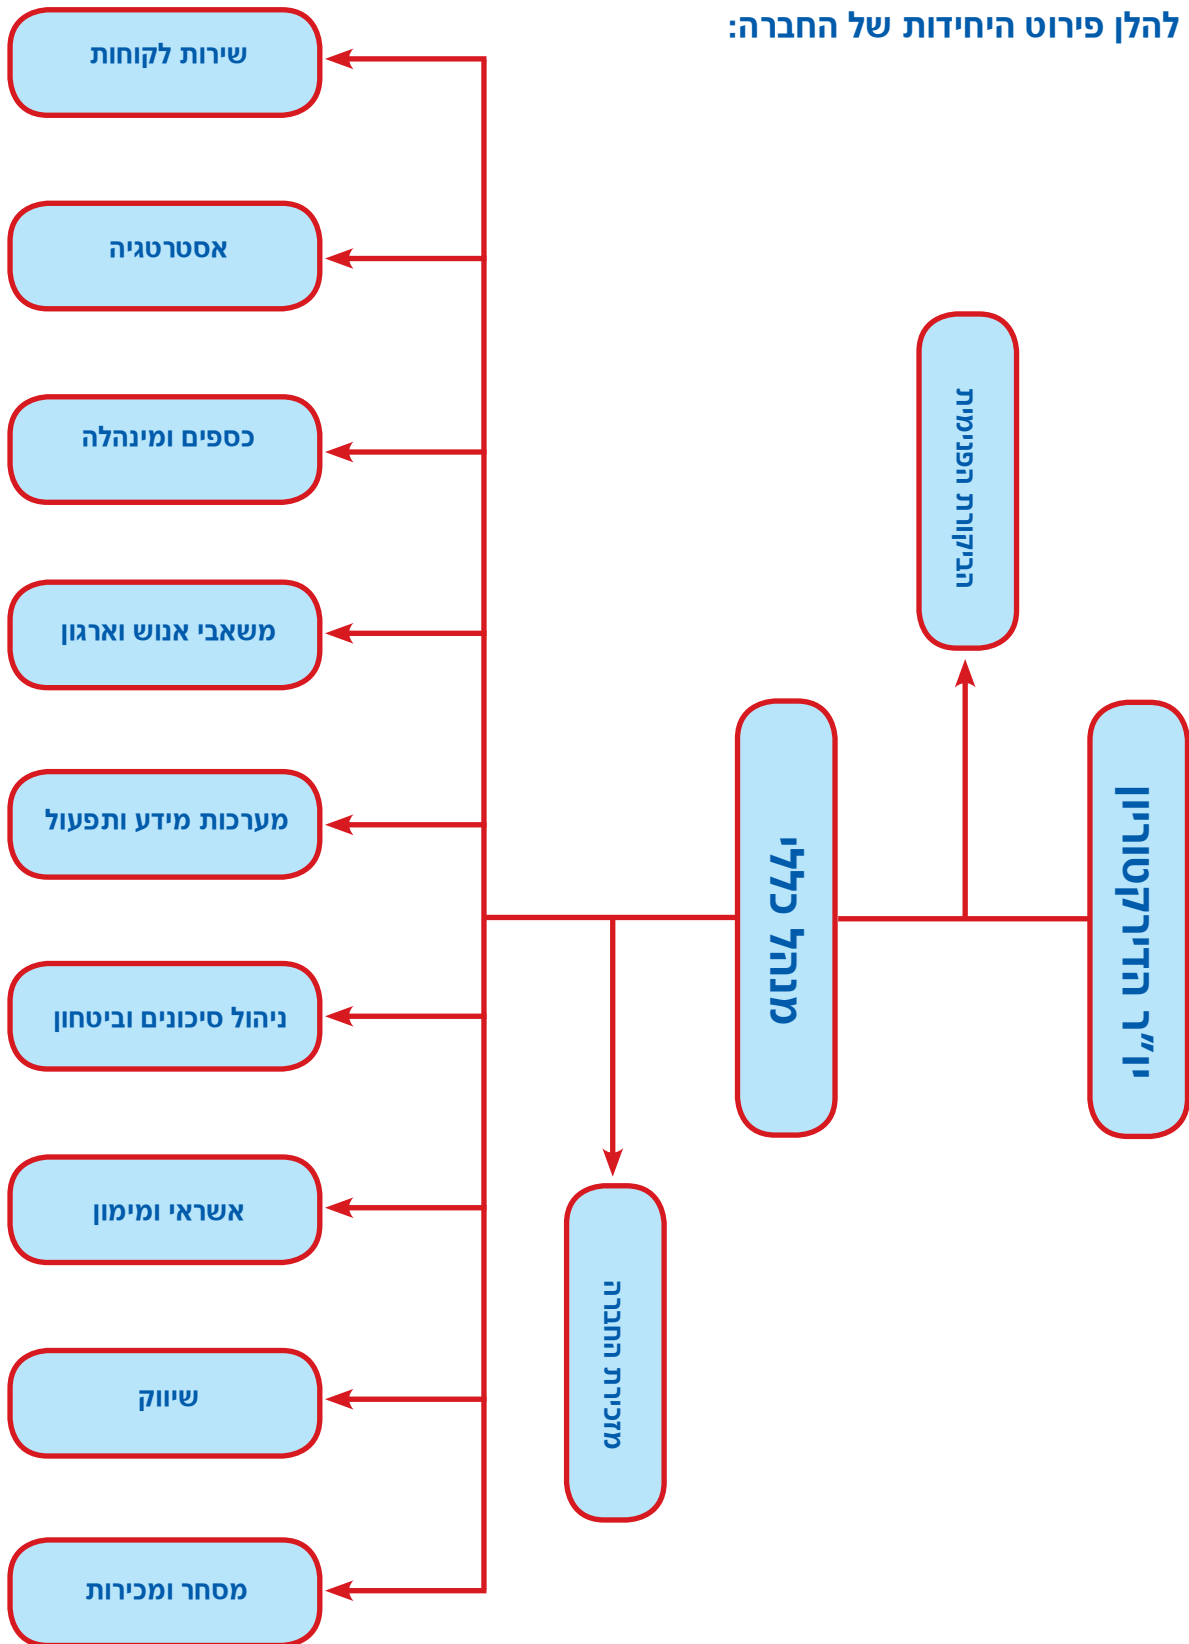 להלן פירוט היחידות של החברה:
יו״ר הדירקטוריון
הביקורת הפנימית
מנהל כללי
מזכירת החברה
שירות לקוחות
אסטרטגיה
כספים ומינהלה
משאבי אנוש וארגון
מערכות מידע ותפעול
ניהול סיכונים וביטחון
אשראי ומימון
שיווק
מסחר ומכירות